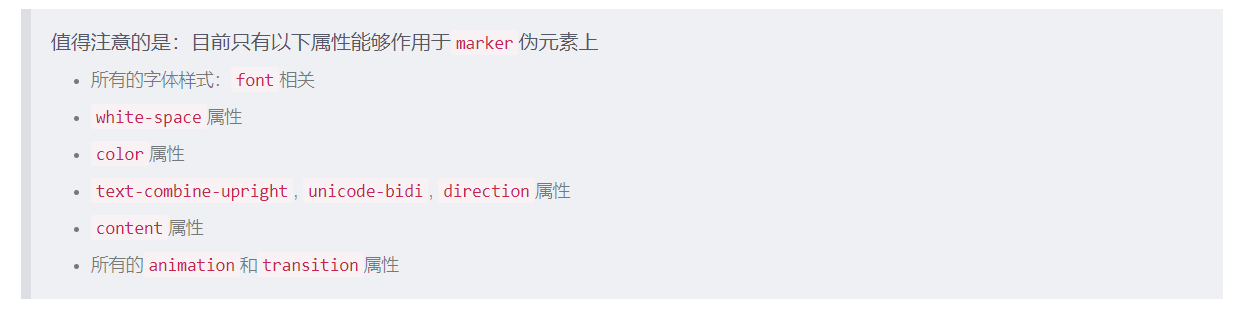 值得注意的是：目前只有以下属性能够作用于 marker 伪元素上
• 所有的字体样式：font 相关
• white-space 属性
• color 属性
• text-combine-upright，unicode-bidi，direction 属性
• content 属性
• 所有的 animation 和 transition 属性